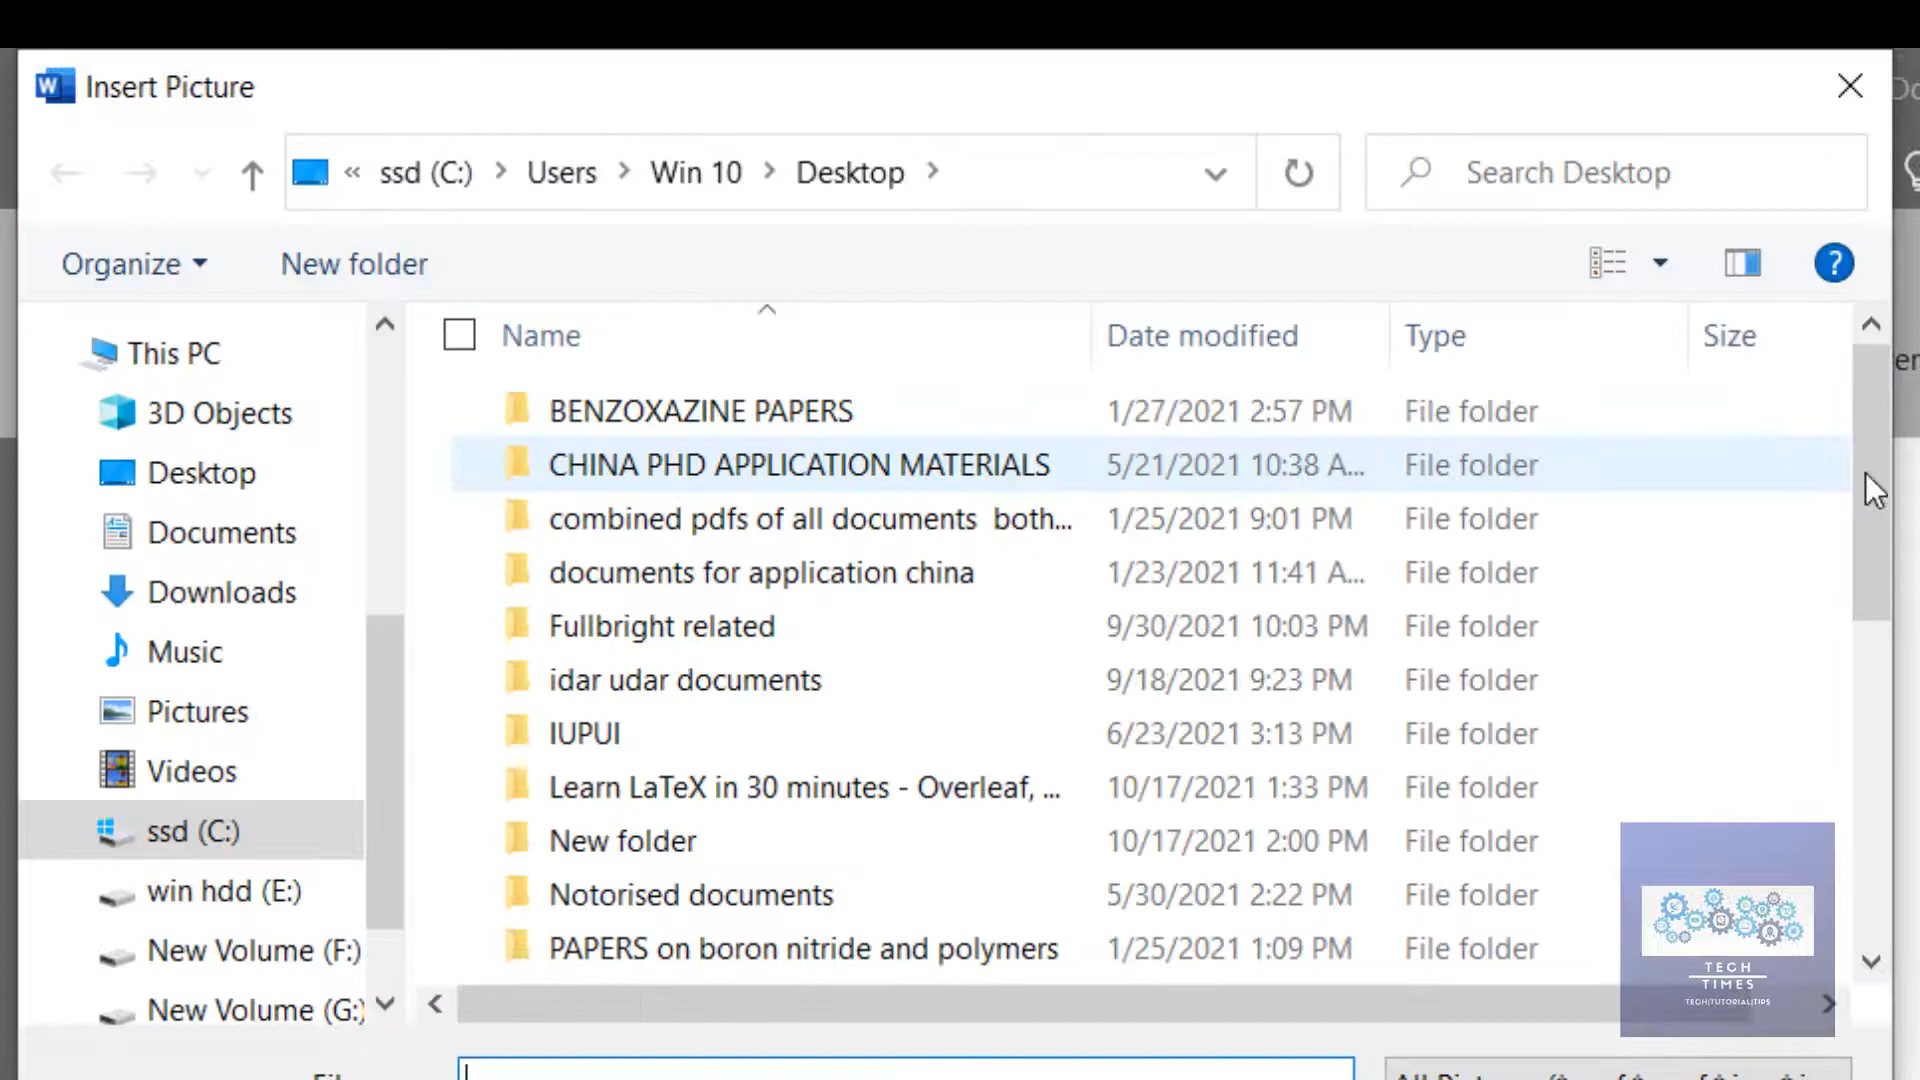 Insert Picture
« ssd (C:) > Users > Win 10 > Desktop >
Search Desktop
Organize
New folder
Name
Date modified
Type
Size
This PC
3D Objects
Desktop
Documents
Downloads
Music
Pictures
Videos
ssd (C:)
win hdd (E:)
New Volume (F:)
New Volume (G:)
BENZOXAZINE PAPERS 1/27/2021 2:57 PM File folder
CHINA PHD APPLICATION MATERIALS 5/21/2021 10:38 A... File folder
combined pdfs of all documents both... 1/25/2021 9:01 PM File folder
documents for application china 1/23/2021 11:41 A... File folder
Fullbright related 9/30/2021 10:03 PM File folder
idar udar documents 9/18/2021 9:23 PM File folder
IUPUI 6/23/2021 3:13 PM File folder
Learn LaTeX in 30 minutes - Overleaf, ... 10/17/2021 1:33 PM File folder
New folder 10/17/2021 2:00 PM File folder
Notorised documents 5/30/2021 2:22 PM File folder
PAPERS on boron nitride and polymers 1/25/2021 1:09 PM File folder
TECH
TIMES
TECH|TUTORIAL|TIPS